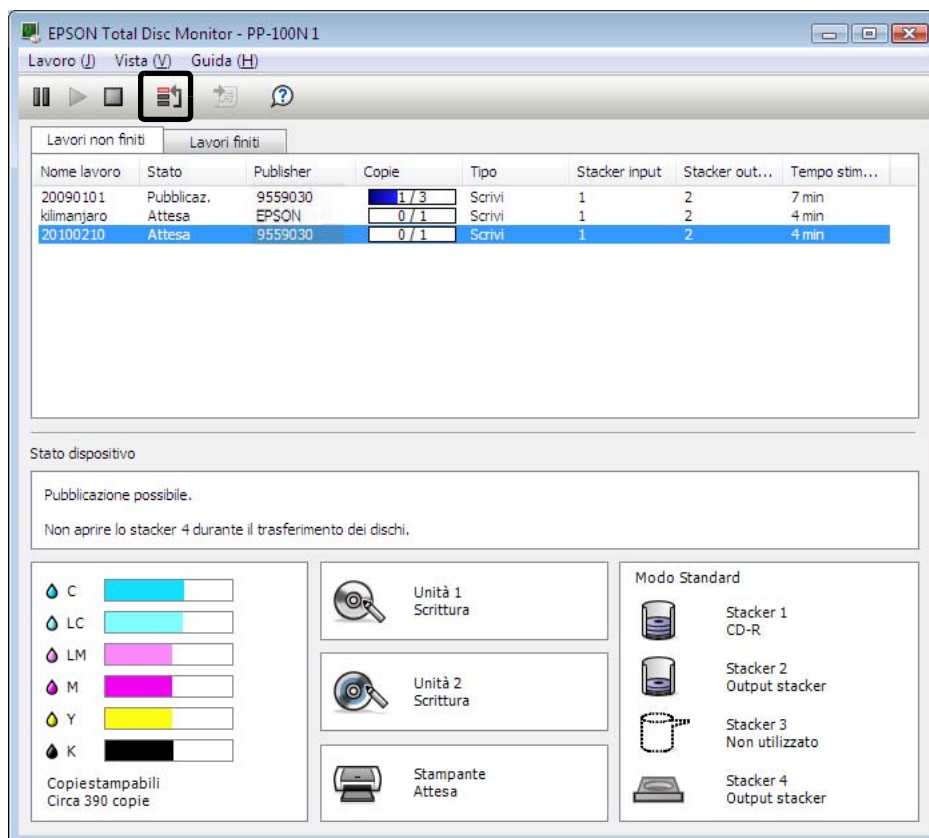 EPSON Total Disc Monitor - PP-100N 1
Lavoro (J) Vista (V) Guida (H)
Lavori non finiti Lavori finiti
Nome lavoro Stato Publisher Copie Tipo Stacker input Stacker out... Tempo stim...
20090101 Pubblicaz. 9559030 1 / 3 Scrivi 1 2 7 min
kilimanjaro Attesa EPSON 0 / 1 Scrivi 1 2 4 min
20100210 Attesa 9559030 0 / 1 Scrivi 1 2 4 min
Stato dispositivo
Pubblicazione possibile.
Non aprire lo stacker 4 durante il trasferimento dei dischi.
C
LC
LM
M
Y
K
Copiestampabili
Circa 390 copie
Unità 1
Scrittura
Unità 2
Scrittura
Stampante
Attesa
Modo Standard
Stacker 1
CD-R
Stacker 2
Output stacker
Stacker 3
Non utilizzato
Stacker 4
Output stacker